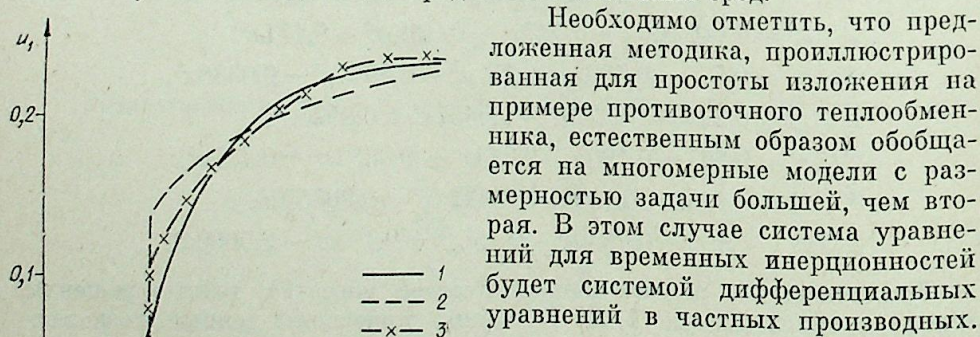 Необходимо отметить, что пред-
ложенная методика, проиллюстриро-
ванная для простоты изложения на
примере противоточного теплообмен-
ника, естественным образом обобща-
ется на многомерные модели с раз-
мерностью задачи большей, чем вто-
рая. В этом случае система уравне-
ний для временных инерционностей
будет системой дифференциальных
уравнений в частных производных.
u₁
0,2
0,1
1
2
3